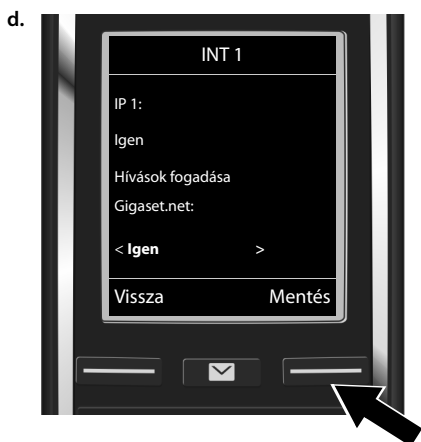 d.
INT 1
IP 1:
Igen
Hívások fogadása
Gigaset.net:
< Igen >
Vissza Mentés